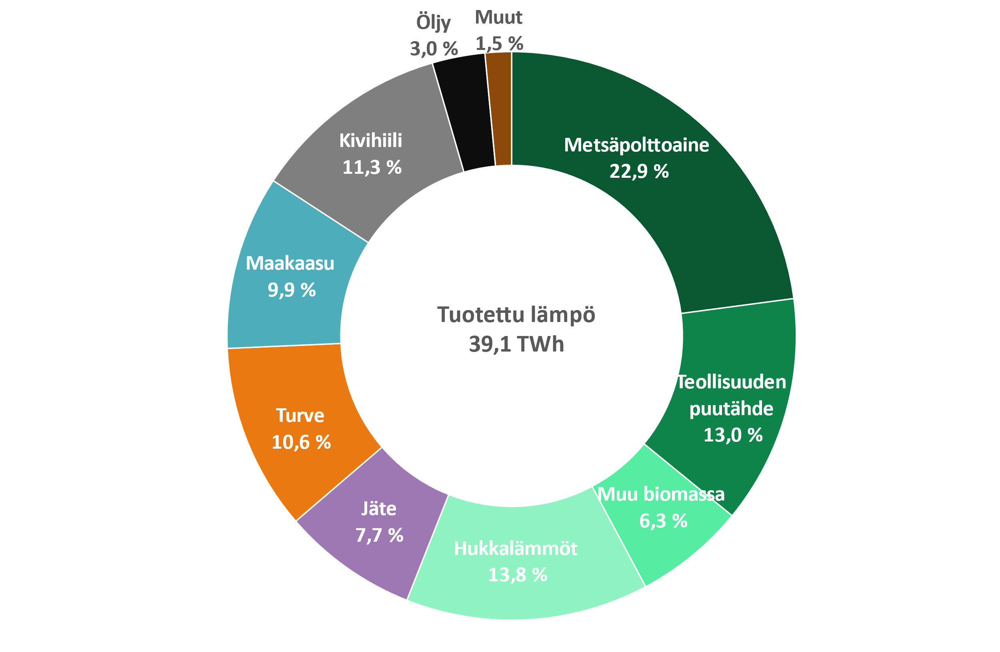 Öljy
3,0 %
Muut
1,5 %
Metsäpolttoaine
22,9 %
Kivihiili
11,3 %
Maakaasu
9,9 %
Tuotettu lämpö
39,1 TWh
Teollisuuden
puutähde
13,0 %
Turve
10,6 %
Muu biomassa
6,3 %
Jäte
7,7 %
Hukkalämmöt
13,8 %